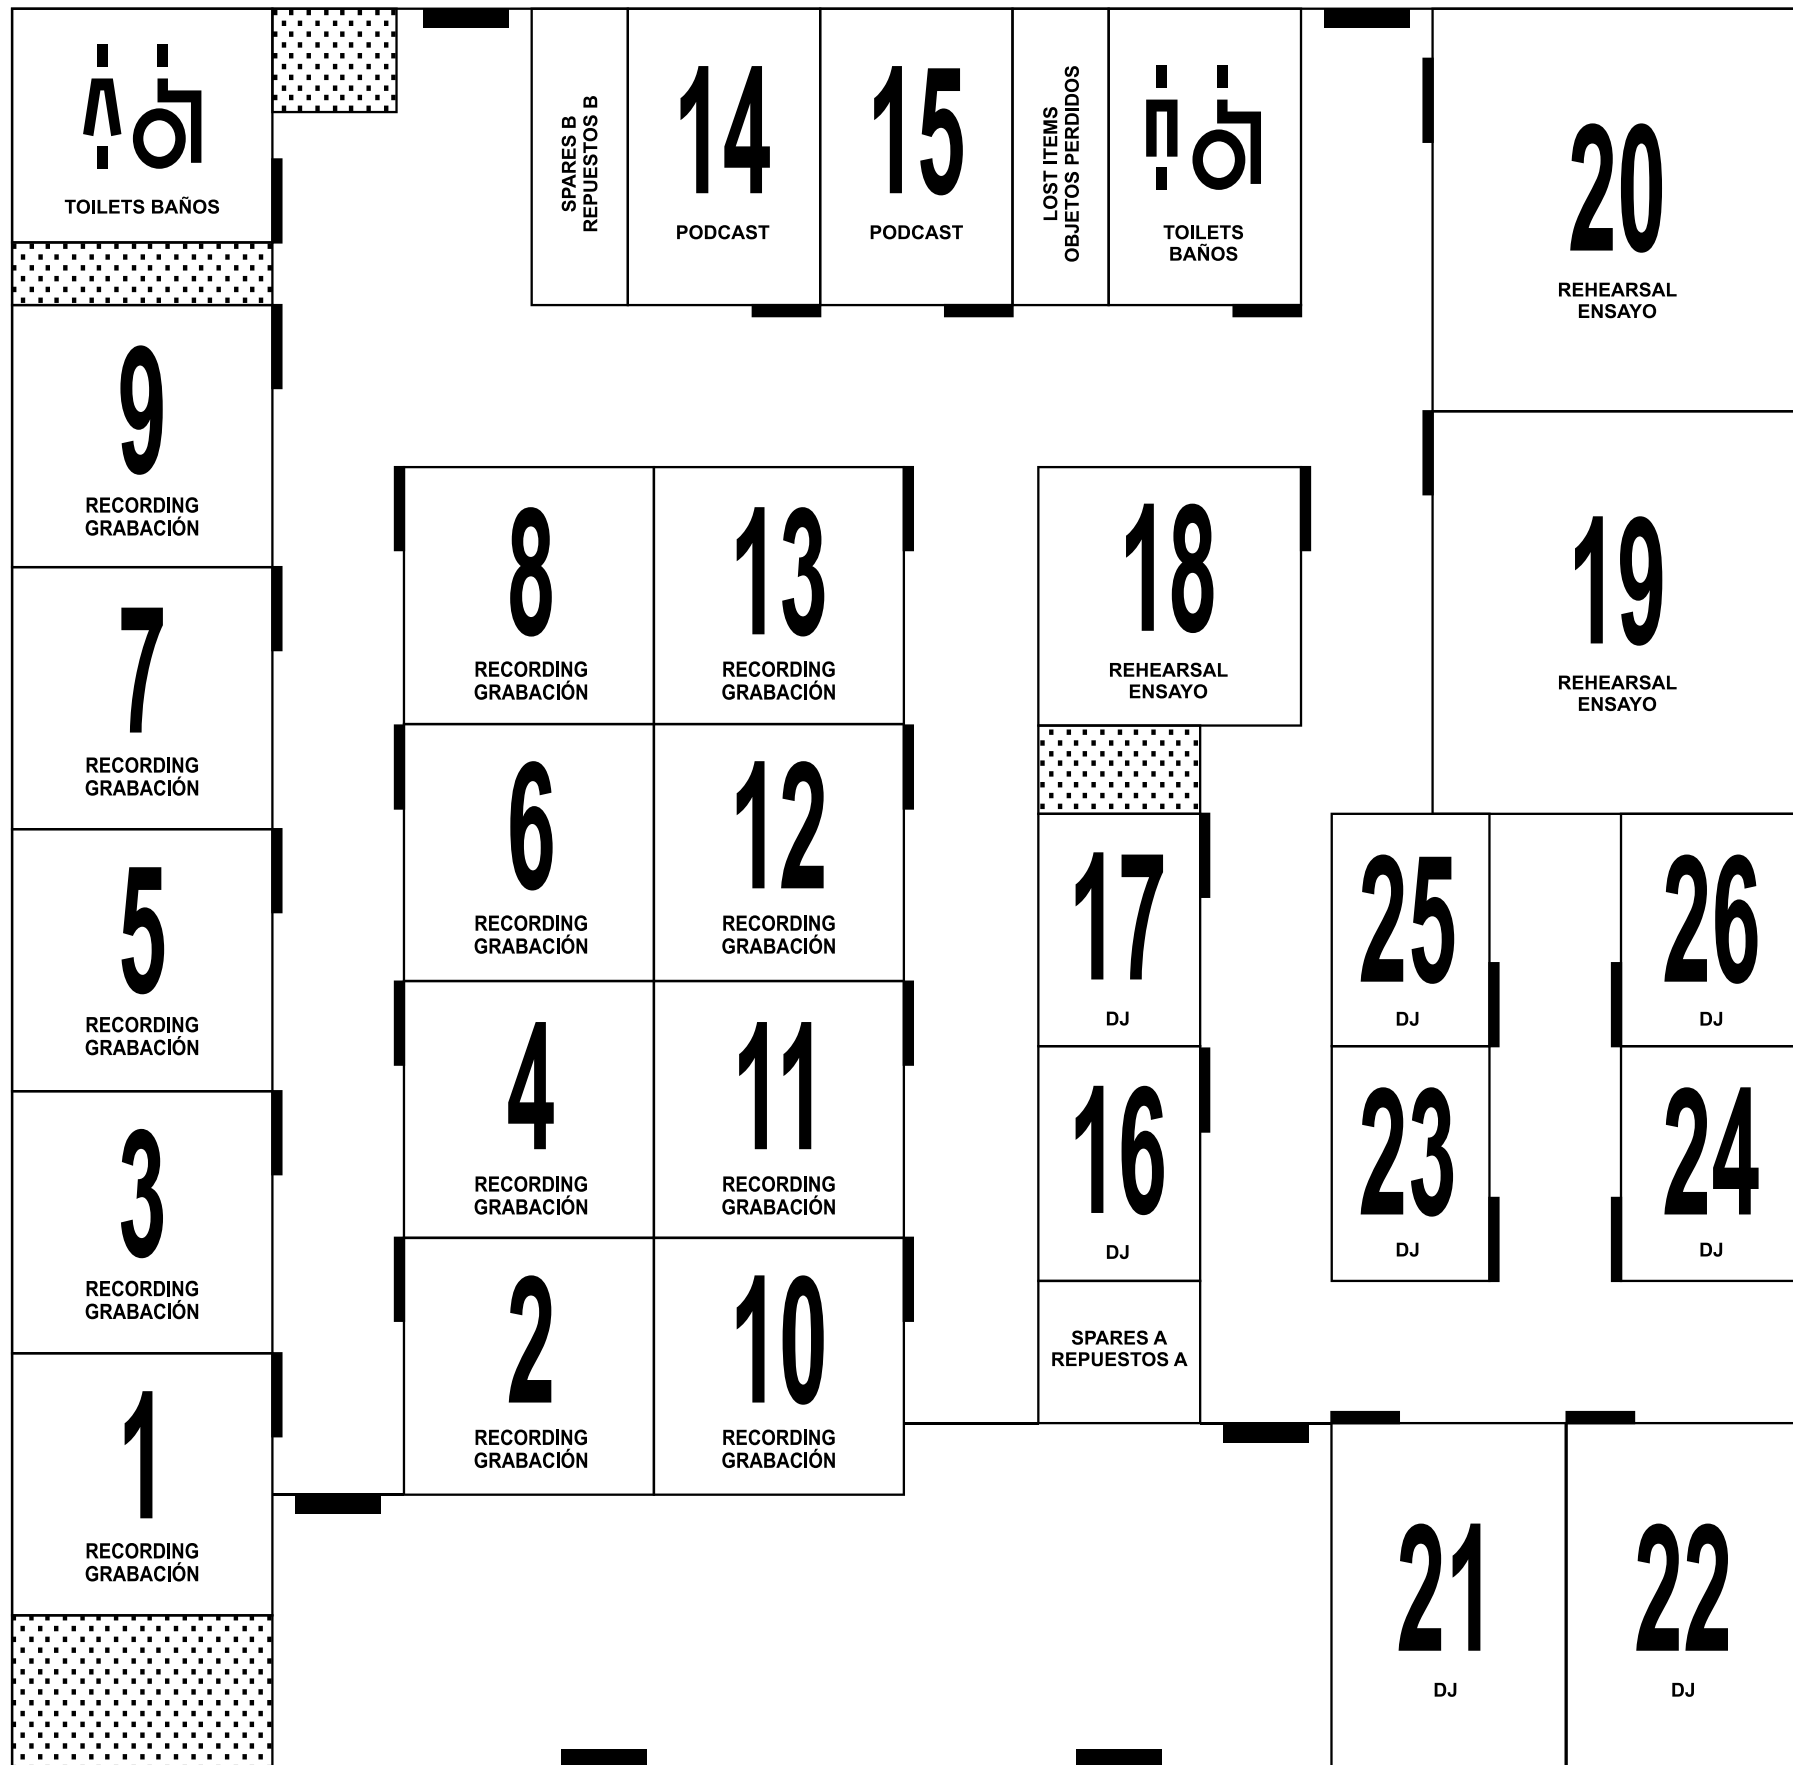 TOILETS BAÑOS
SPARES B
REPUESTOS B
14
PODCAST
15
PODCAST
LOST ITEMS
OBJETOS PERDIDOS
TOILETS
BAÑOS
20
REHEARSAL
ENSAYO
9
RECORDING
GRABACIÓN
8
RECORDING
GRABACIÓN
13
RECORDING
GRABACIÓN
18
REHEARSAL
ENSAYO
19
REHEARSAL
ENSAYO
7
RECORDING
GRABACIÓN
6
RECORDING
GRABACIÓN
12
RECORDING
GRABACIÓN
17
DJ
25
DJ
26
DJ
5
RECORDING
GRABACIÓN
4
RECORDING
GRABACIÓN
11
RECORDING
GRABACIÓN
16
DJ
23
DJ
24
DJ
3
RECORDING
GRABACIÓN
2
RECORDING
GRABACIÓN
10
RECORDING
GRABACIÓN
SPARES A
REPUESTOS A
1
RECORDING
GRABACIÓN
21
DJ
22
DJ